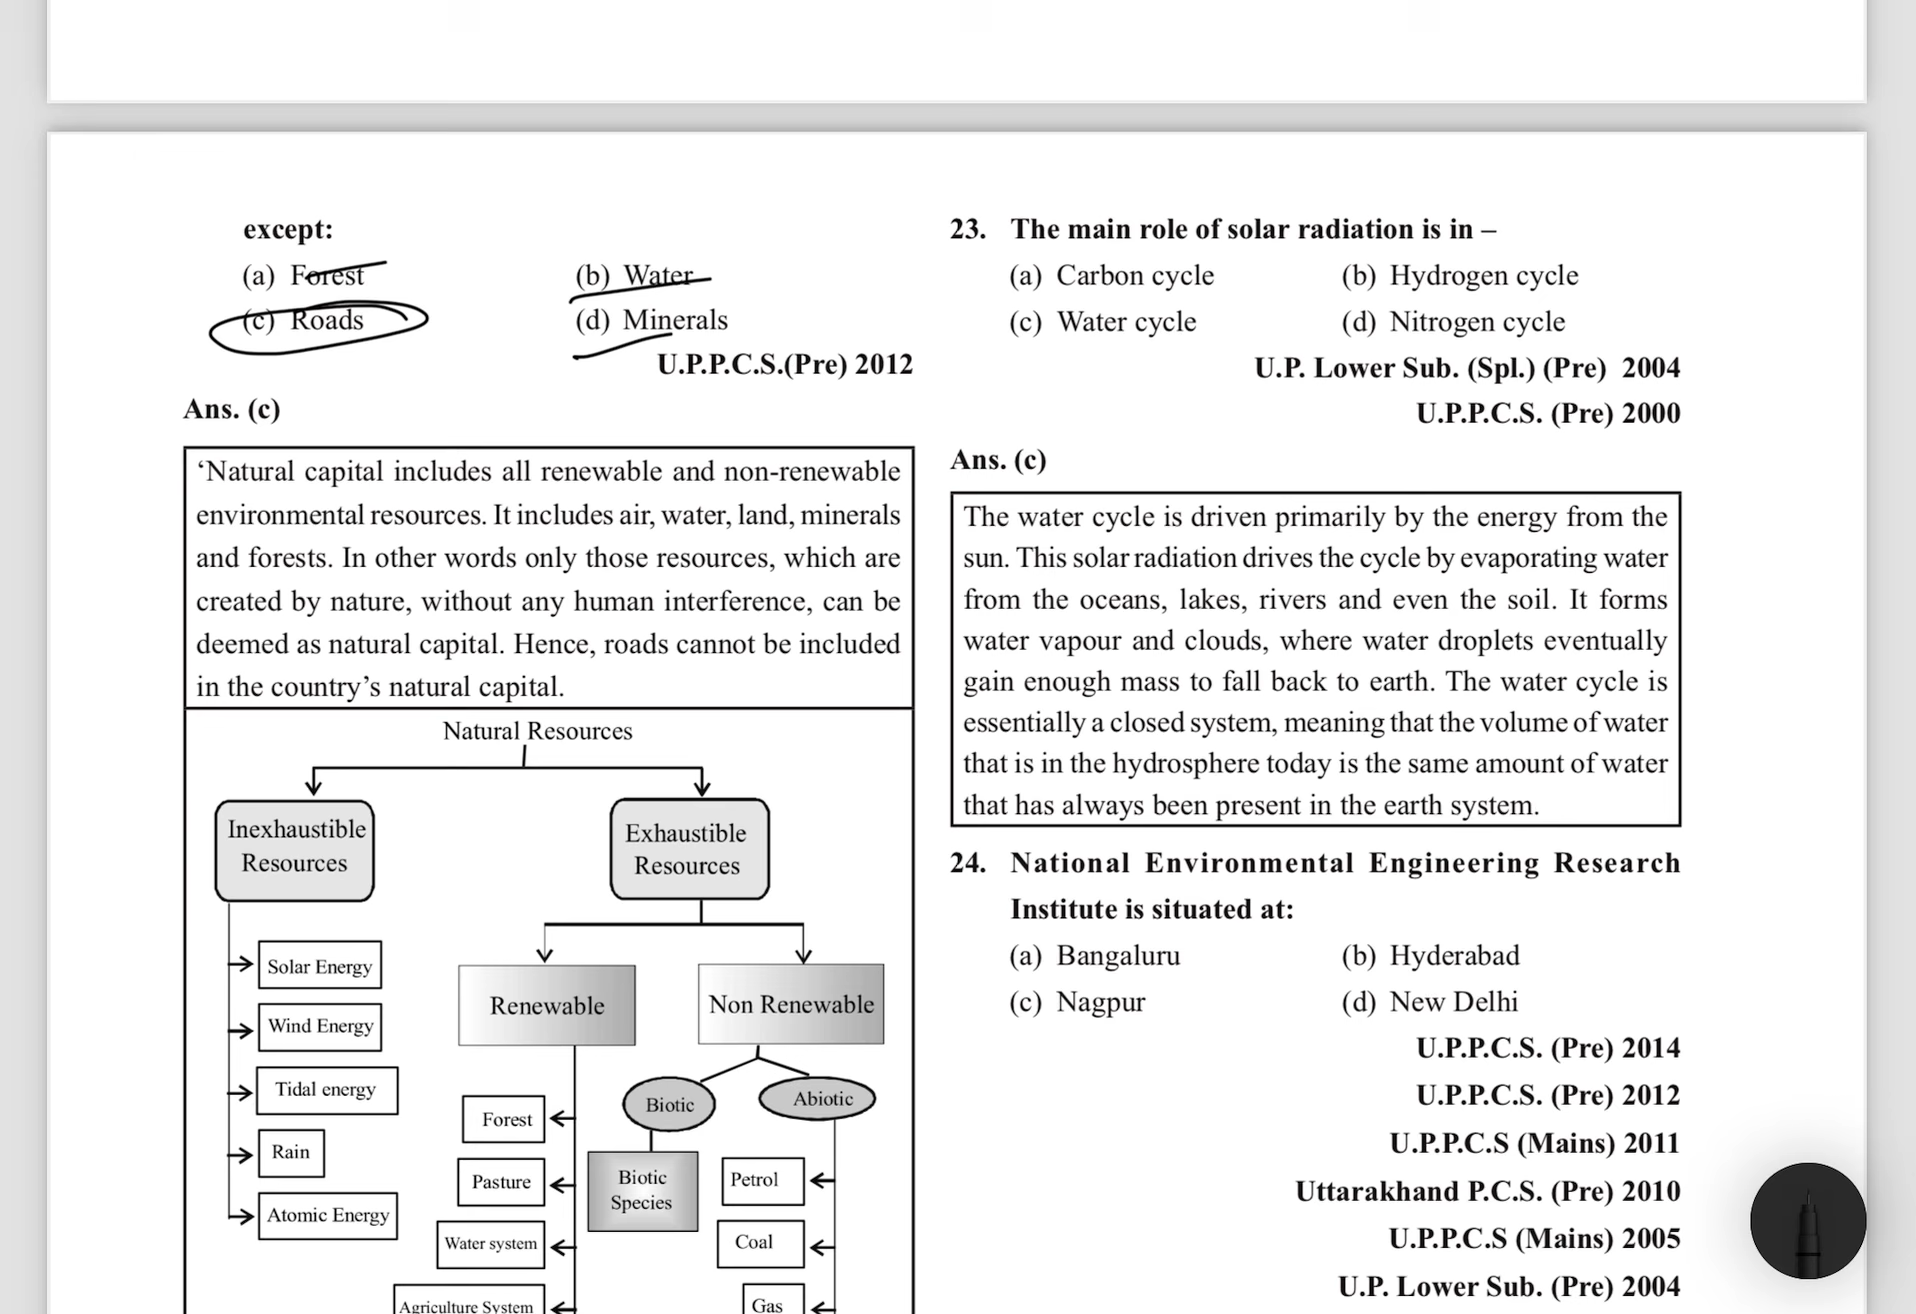 except:
(a) Forest (b) Water
(c) Roads (d) Minerals
U.P.P.C.S.(Pre) 2012
Ans. (c)
‘Natural capital includes all renewable and non-renewable
environmental resources. It includes air, water, land, minerals
and forests. In other words only those resources, which are
created by nature, without any human interference, can be
deemed as natural capital. Hence, roads cannot be included
in the country’s natural capital.
Natural Resources
Inexhaustible
Resources
Exhaustible
Resources
Solar Energy
Wind Energy
Tidal energy
Rain
Atomic Energy
Renewable
Non Renewable
Forest
Pasture
Water system
Agriculture System
Biotic
Abiotic
Biotic
Species
Petrol
Coal
Gas
23. The main role of solar radiation is in –
(a) Carbon cycle (b) Hydrogen cycle
(c) Water cycle (d) Nitrogen cycle
U.P. Lower Sub. (Spl.) (Pre) 2004
U.P.P.C.S. (Pre) 2000
Ans. (c)
The water cycle is driven primarily by the energy from the
sun. This solar radiation drives the cycle by evaporating water
from the oceans, lakes, rivers and even the soil. It forms
water vapour and clouds, where water droplets eventually
gain enough mass to fall back to earth. The water cycle is
essentially a closed system, meaning that the volume of water
that is in the hydrosphere today is the same amount of water
that has always been present in the earth system.
24. National Environmental Engineering Research
Institute is situated at:
(a) Bangaluru (b) Hyderabad
(c) Nagpur (d) New Delhi
U.P.P.C.S. (Pre) 2014
U.P.P.C.S. (Pre) 2012
U.P.P.C.S (Mains) 2011
Uttarakhand P.C.S. (Pre) 2010
U.P.P.C.S (Mains) 2005
U.P. Lower Sub. (Pre) 2004